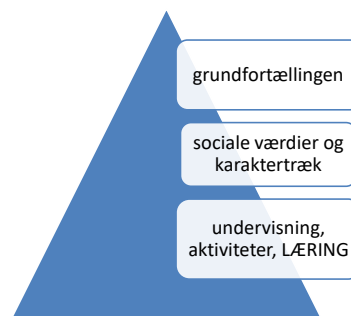 grundfortællingen
sociale værdier og
karaktertræk
undervisning,
aktiviteter, LÆRING